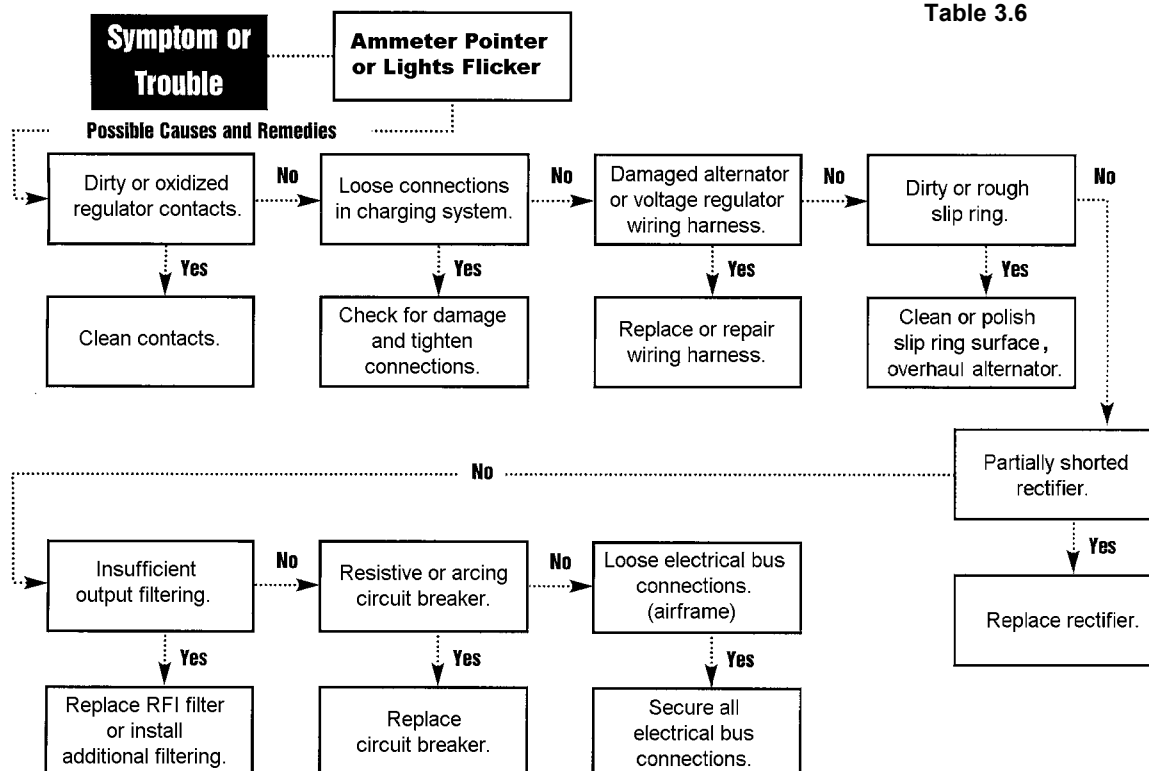 Table 3.6
Symptom or
Trouble
Ammeter Pointer
or Lights Flicker
Possible Causes and Remedies
Dirty or oxidized
regulator contacts.
No
Loose connections
in charging system.
No
Damaged alternator
or voltage regulator
wiring harness.
No
Dirty or rough
slip ring.
No
Yes
Yes
Yes
Yes
Clean contacts.
Check for damage
and tighten
connections.
Replace or repair
wiring harness.
Clean or polish
slip ring surface,
overhaul alternator.
Partially shorted
rectifier.
No
Yes
Replace rectifier.
Insufficient
output filtering.
No
Resistive or arcing
circuit breaker.
No
Loose electrical bus
connections.
(airframe)
Yes
Yes
Yes
Replace RFI filter
or install
additional filtering.
Replace
circuit breaker.
Secure all
electrical bus
connections.